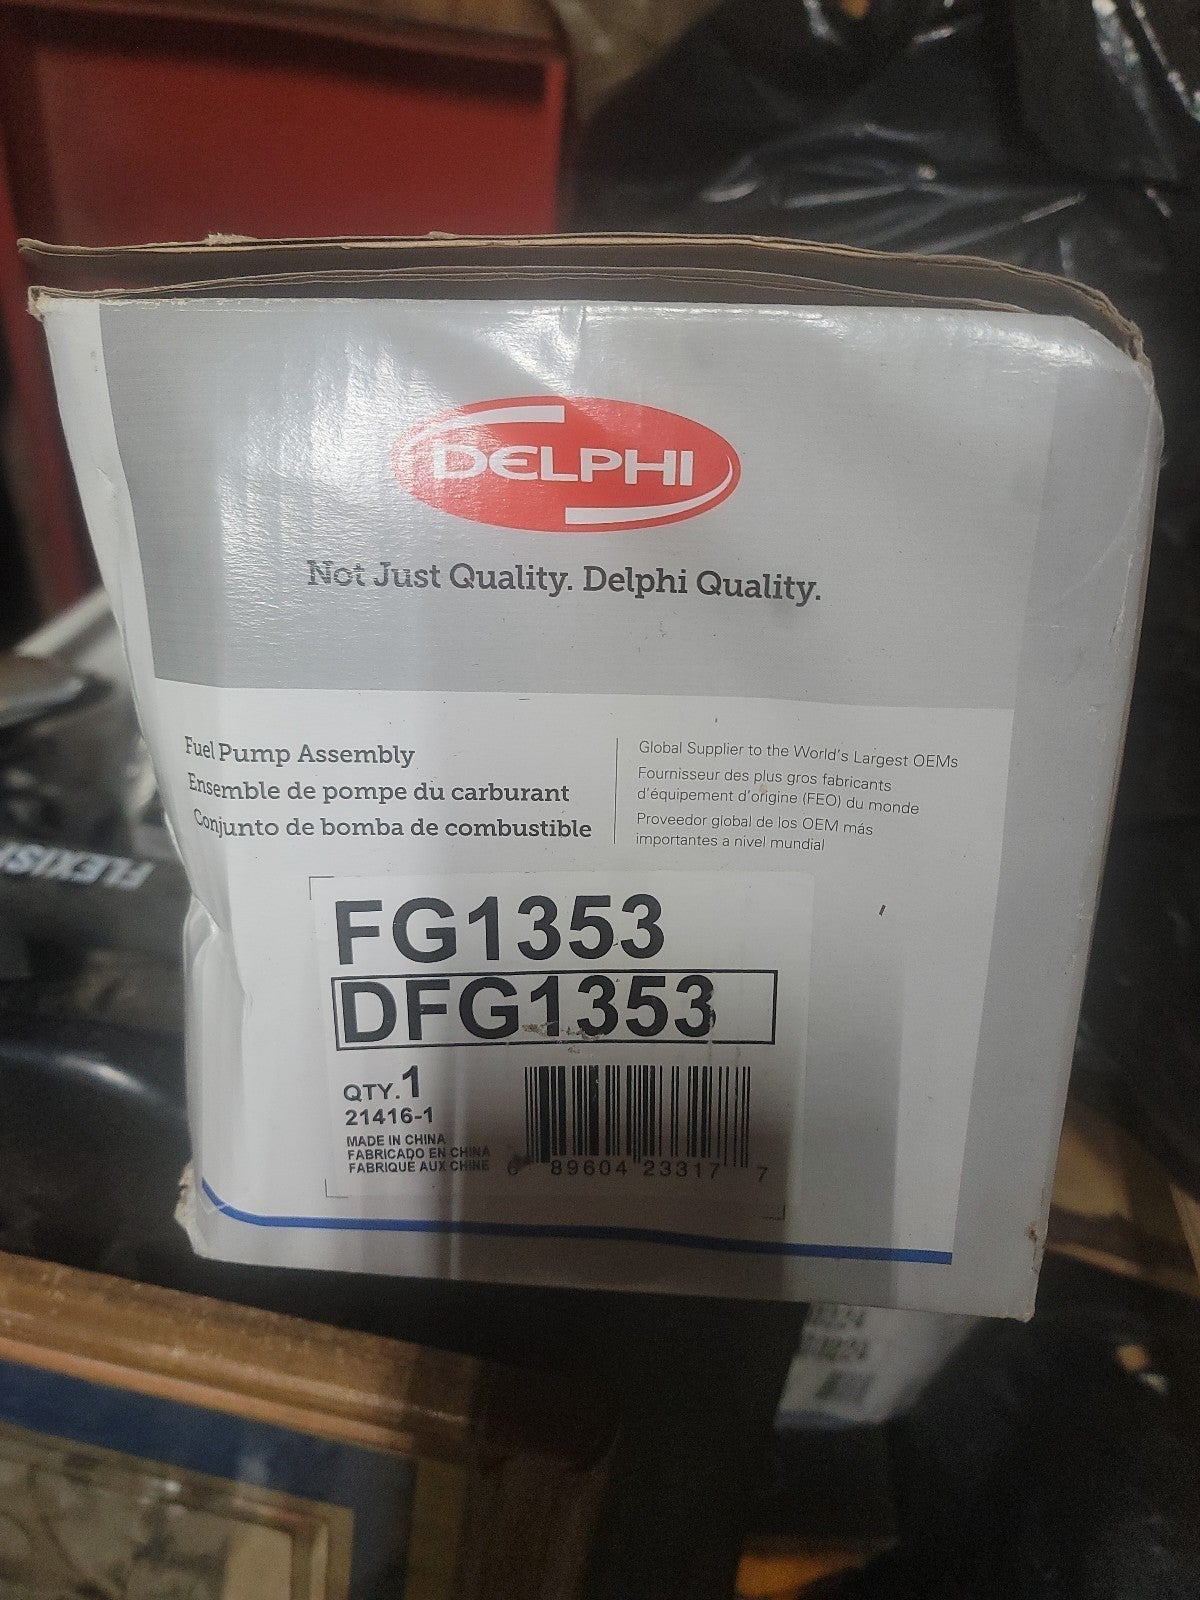 DELPHI
Not Just Quality. Delphi Quality.
Fuel Pump Assembly
Ensemble de pompe du carburant
Conjunto de bomba de combustible
Global Supplier to the World's Largest OEMs
Fournisseur des plus gros fabricants
d'équipement d'origine (FEO) du monde
Proveedor global de los OEM más
importantes a nivel mundial
FG1353
DFG1353
QTY.1
21416-1
MADE IN CHINA
FABRICADO EN CHINA
FABRIQUÉ AUX CHINE
6 89604 23317 7